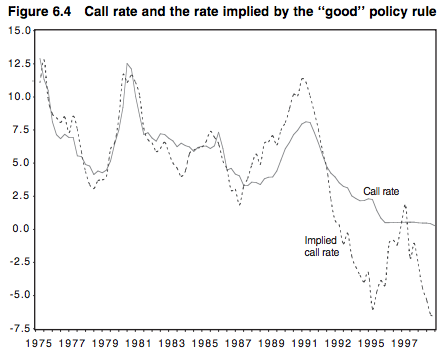 Figure 6.4 Call rate and the rate implied by the “good” policy rule
15.0
12.5
10.0
7.5
5.0
2.5
0.0
-2.5
-5.0
-7.5
Call rate
Implied
call rate
1975 1977 1979 1981 1983 1985 1987 1989 1991 1992 1995 1997